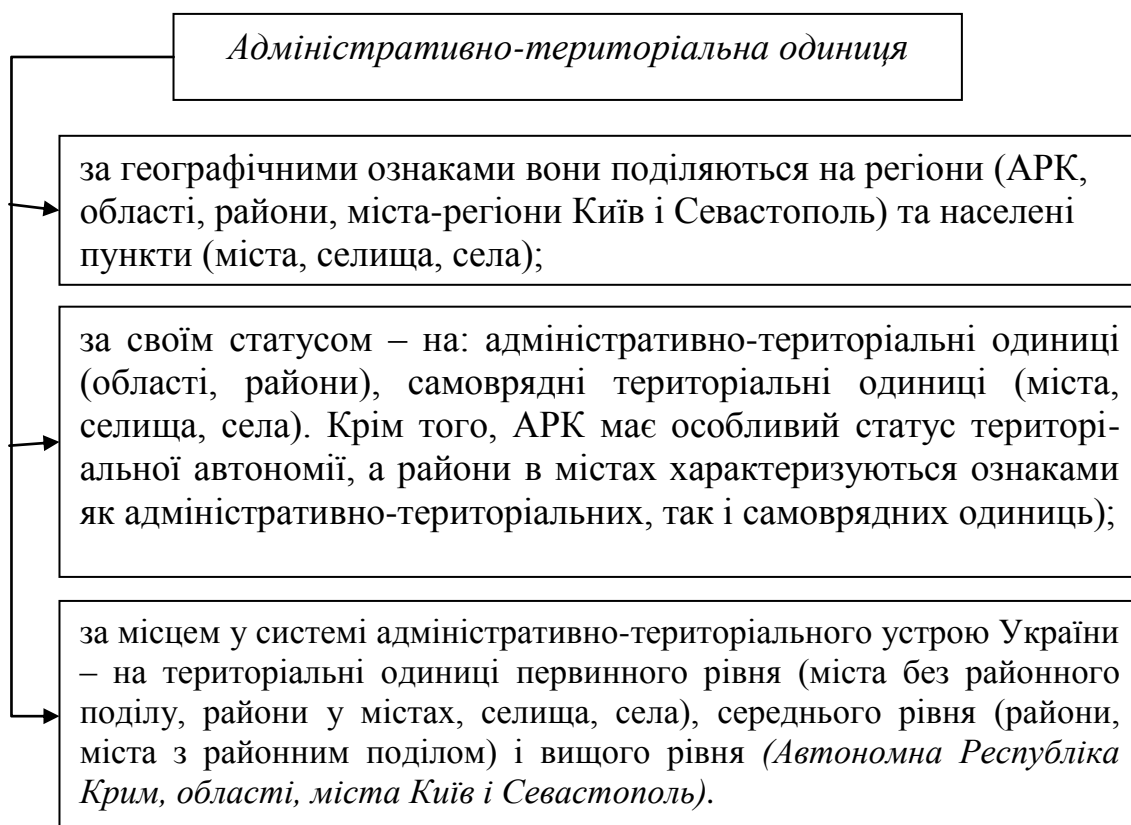 Адміністративно-територіальна одиниця
за географічними ознаками вони поділяються на регіони (АРК,
області, райони, міста-регіони Київ і Севастополь) та населені
пункти (міста, селища, села);
за своїм статусом – на: адміністративно-територіальні одиниці
(області, райони), самоврядні територіальні одиниці (міста,
селища, села). Крім того, АРК має особливий статус територі-
альної автономії, а райони в містах характеризуються ознаками
як адміністративно-територіальних, так і самоврядних одиниць);
за місцем у системі адміністративно-територіального устрою України
– на територіальні одиниці первинного рівня (міста без районного
поділу, райони у містах, селища, села), середнього рівня (райони,
міста з районним поділом) і вищого рівня (Автономна Республіка
Крим, області, міста Київ і Севастополь).